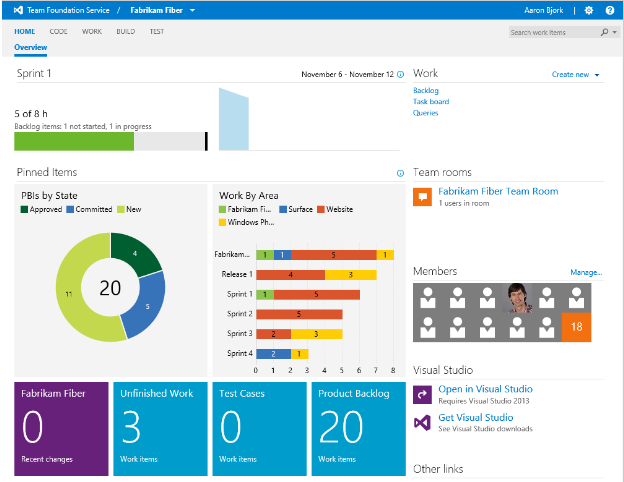 Team Foundation Service / Fabrikam Fiber
Aaron Bjork
HOME CODE WORK BUILD TEST
Search work items
Overview
Sprint 1
November 6 - November 12
5 of 8 h
Backlog items: 1 not started, 1 in progress
Work
Create new
Backlog
Task board
Queries
Pinned Items
PBIs by State
Approved Committed New
4
5
11
20
Work By Area
Fabrikam Fi... Surface Website
Windows Ph...
Fabrikam... 1 1 5 1
Release 1 4 3
Sprint 1 1 5
Sprint 2 5
Sprint 3 2 3
Sprint 4 2 1
0 1 2 3 4 5 6 7 8
Team rooms
Fabrikam Fiber Team Room
1 users in room
Members
Manage...
18
Fabrikam Fiber
0
Recent changes
Unfinished Work
3
Work items
Test Cases
0
Work items
Product Backlog
20
Work items
Visual Studio
Open in Visual Studio
Requires Visual Studio 2013
Get Visual Studio
See Visual Studio downloads
Other links